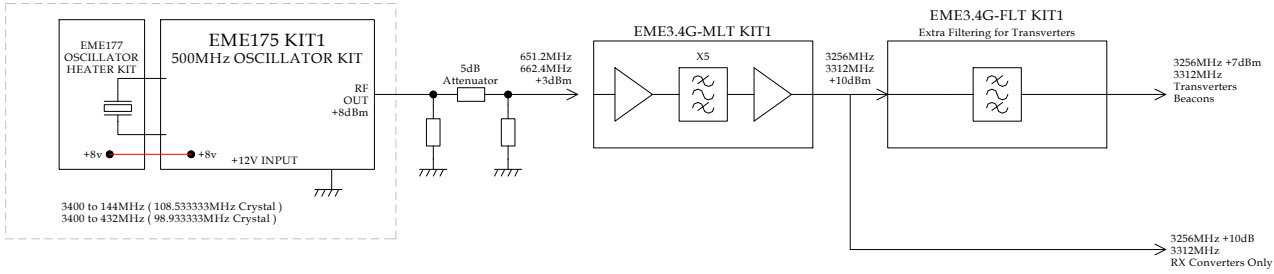 EME177
OSCILLATOR
HEATER KIT
+8v
EME175 KIT1
500MHz OSCILLATOR KIT
RF
OUT
+8dBm
+8v
+12V INPUT
3400 to 144MHz ( 108.533333MHz Crystal )
3400 to 432MHz ( 98.933333MHz Crystal )
5dB
Attenuator
651.2MHz
662.4MHz
+3dBm
EME3.4G-MLT KIT1
X5
3256MHz
3312MHz
+10dBm
EME3.4G-FLT KIT1
Extra Filtering for Transverters
3256MHz +7dBm
3312MHz
Transverters
Beacons
3256MHz +10dB
3312MHz
RX Converters Only